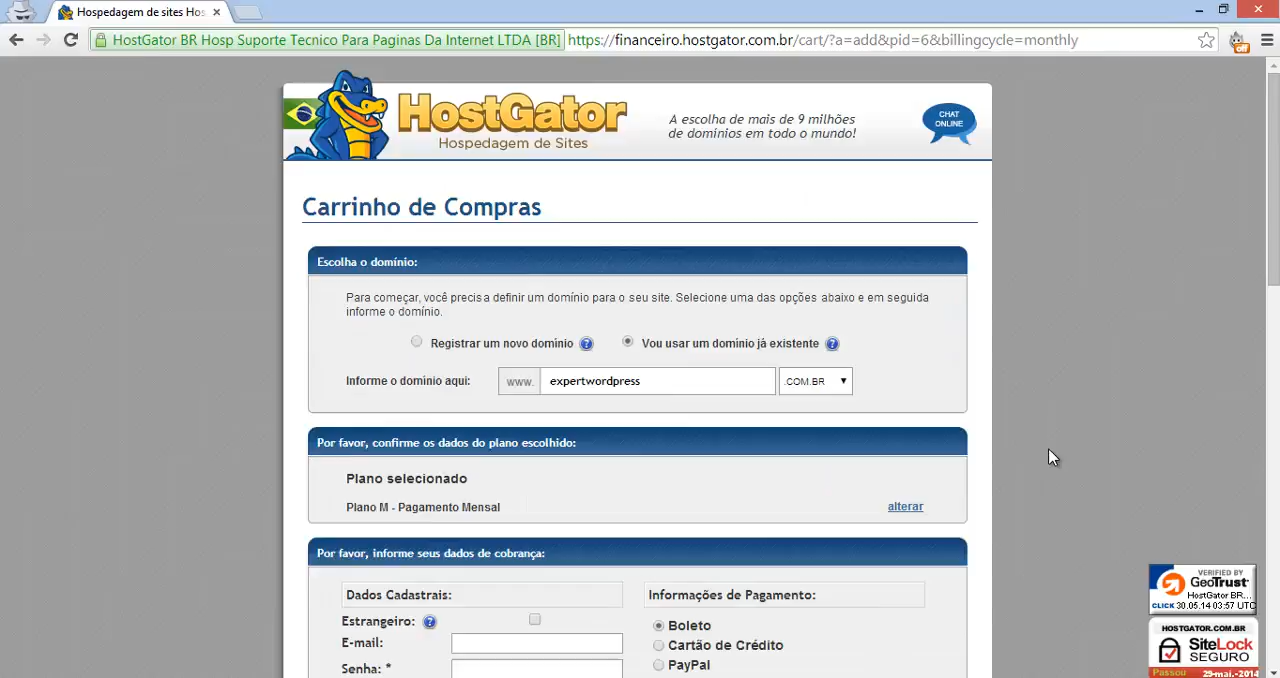 Hospedagem de sites Hos
HostGator BR Hosp Suporte Tecnico Para Paginas Da Internet LTDA [BR]
https://financeiro.hostgator.com.br/cart/?a=add&pid=6&billingcycle=monthly
off
HostGator
Hospedagem de Sites
A escolha de mais de 9 milhões
de domínios em todo o mundo!
CHAT
ONLINE
Carrinho de Compras
Escolha o domínio:
Para começar, você precisa definir um domínio para o seu site. Selecione uma das opções abaixo e em seguida
informe o domínio.
Registrar um novo domínio ?
Vou usar um domínio já existente ?
Informe o domínio aqui: www. expertwordpress .COM.BR
Por favor, confirme os dados do plano escolhido:
Plano selecionado
Plano M - Pagamento Mensal alterar
Por favor, informe seus dados de cobrança:
Dados Cadastrais:
Estrangeiro: ?
E-mail:
Senha: *
Informações de Pagamento:
Boleto
Cartão de Crédito
PayPal
VERIFIED BY
GeoTrust
HostGator BR...
CLICK 30.05.14 03:57 UTC
HOSTGATOR.COM.BR
SiteLock
SEGURO
Passou 29-mai.-2014